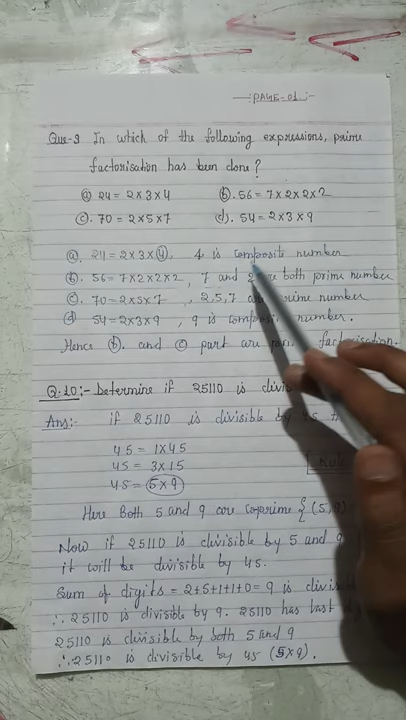 —: PAGE-01 :-
Que-9 In which of the following expressions, prime
factorisation has been done?
(a) 24 = 2×3×4 (b). 56 = 7×2×2×2
(c). 70 = 2×5×7 (d). 54 = 2×3×9
(a). 24 = 2×3×4, 4 is composite number
(b). 56 = 7×2×2×2, 7 and 2 are both prime number
(c). 70 = 2×5×7, 2,5,7 are prime number
(d) 54 = 2×3×9, 9 is composite number.
Hence (b). and (c) part are factorisation.
Q.10:- Determine if 25110 is
Ans:- if 25110 is divisible by 45
45 = 1×45
45 = 3×15
45 = 5×9
Here Both 5 and 9 are coprime {(5,9)
Now if 25110 is divisible by 5 and 9
it will be divisible by 45.
Sum of digits = 2+5+1+1+0 = 9 is
∴ 25110 is divisible by 9. 25110 has last
25110 is divisible by both 5 and 9
∴ 25110 is divisible by 45 (5×9).